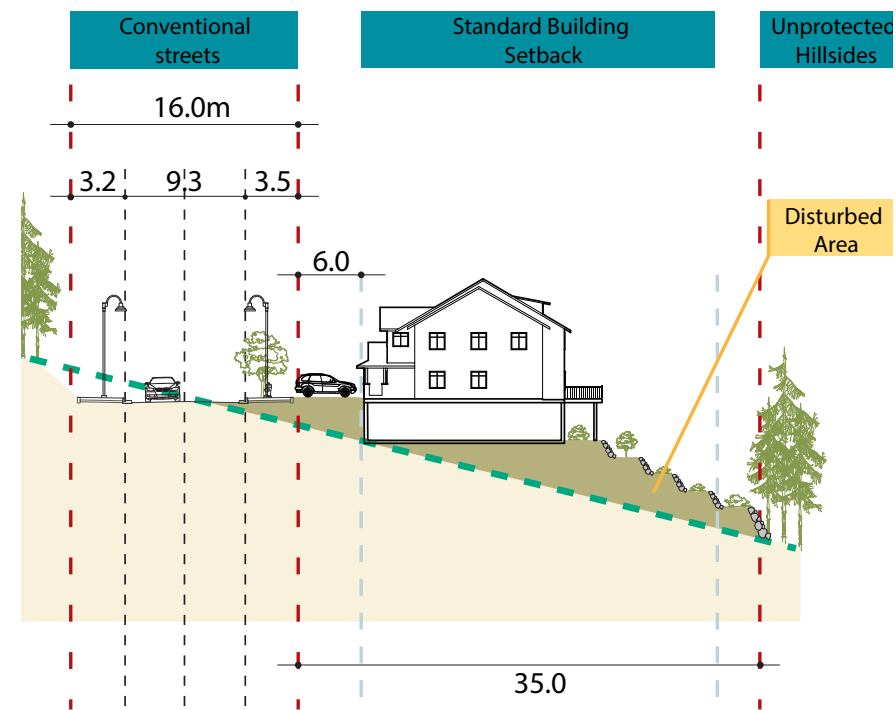 Conventional
streets
Standard Building
Setback
Unprotected
Hillsides
16.0m
3.2
9.3
3.5
Disturbed
Area
6.0
35.0